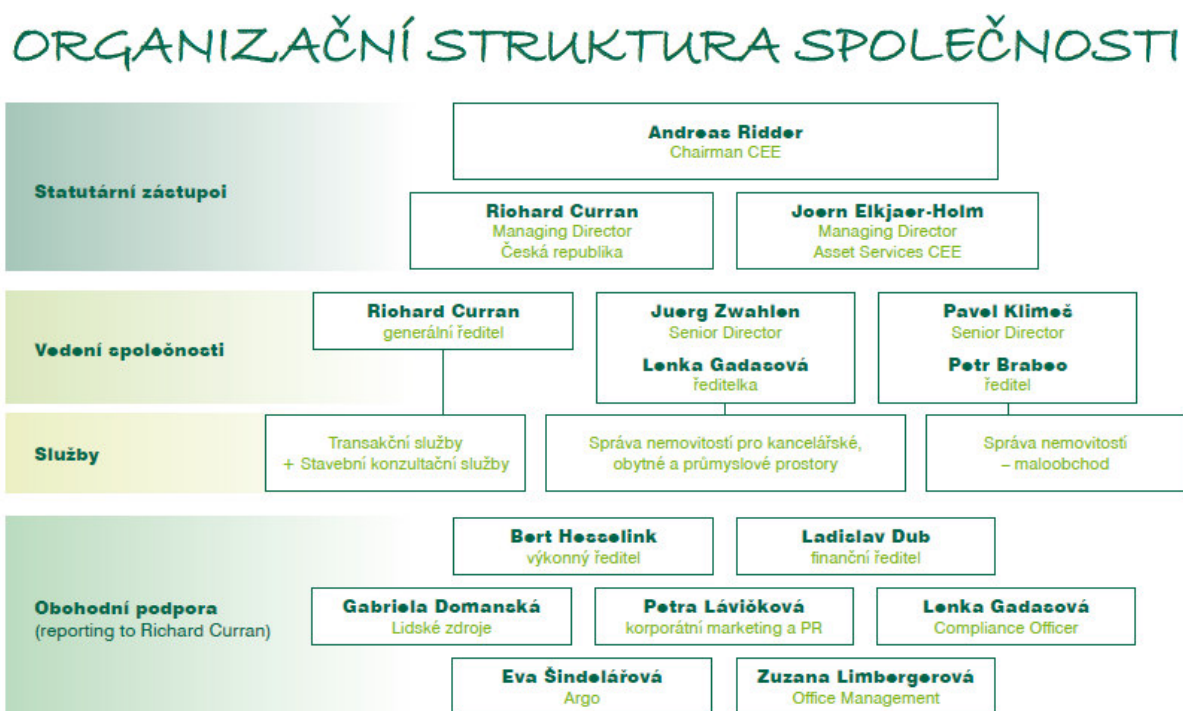 ORGANIZAČNÍ STRUKTURA SPOLEČNOSTI
Statutární zástupci
Andreas Ridder
Chairman CEE
Richard Curran
Managing Director
Česká republika
Joern Elkjaer-Holm
Managing Director
Asset Services CEE
Vedení společnosti
Richard Curran
generální ředitel
Juerg Zwahlen
Senior Director
Lenka Gadasová
ředitelka
Pavel Klimeš
Senior Director
Petr Brabec
ředitel
Služby
Transakční služby
+ Stavební konzultační služby
Správa nemovitostí pro kancelářské,
obytné a průmyslové prostory
Správa nemovitostí
– maloobchod
Obchodní podpora
(reporting to Richard Curran)
Bert Hesselink
výkonný ředitel
Ladislav Dub
finanční ředitel
Gabriela Domanská
Lidské zdroje
Petra Lávičková
korporátní marketing a PR
Lenka Gadasová
Compliance Officer
Eva Šindelářová
Argo
Zuzana Limbergerová
Office Management